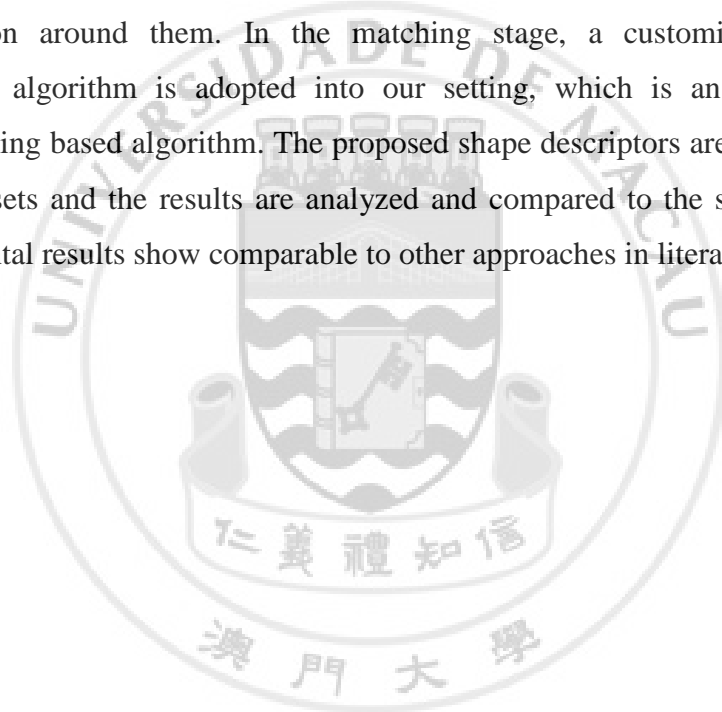 on around them. In the matching stage, a customi
algorithm is adopted into our setting, which is an
ing based algorithm. The proposed shape descriptors are
sets and the results are analyzed and compared to the s
ntal results show comparable to other approaches in litera
UNIVERSIDADE DE MACAU
仁義禮知信
澳門大學